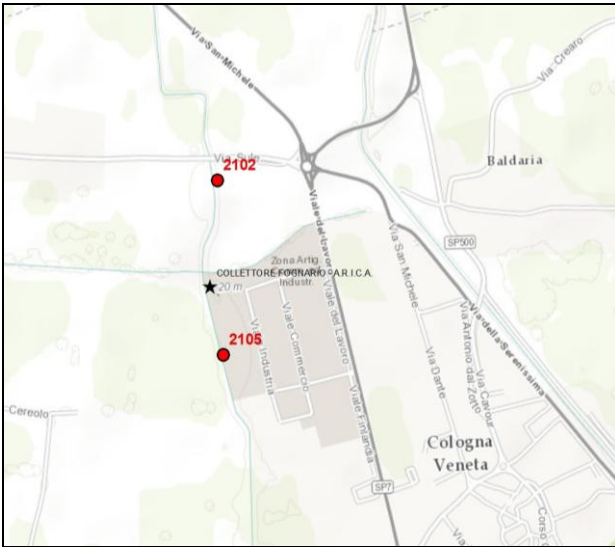 Via San Michele
Via Crearo
Via Sule
2102
Baldaria
Viale del Lavoro
SP500
Zona Artig
COLLETTORE FOGNARIO - A.R.I.C.A.
Industr.
20 m
Via San Michele
Viale del Lavoro
Via della Serenissima
2105
Via Industria
Viale Commercio
Via Dante
Via Antonio dal Zotto
Via Cavour
Cereolo
Viale Finlandia
Cologna
Veneta
SP7
Via
Corso